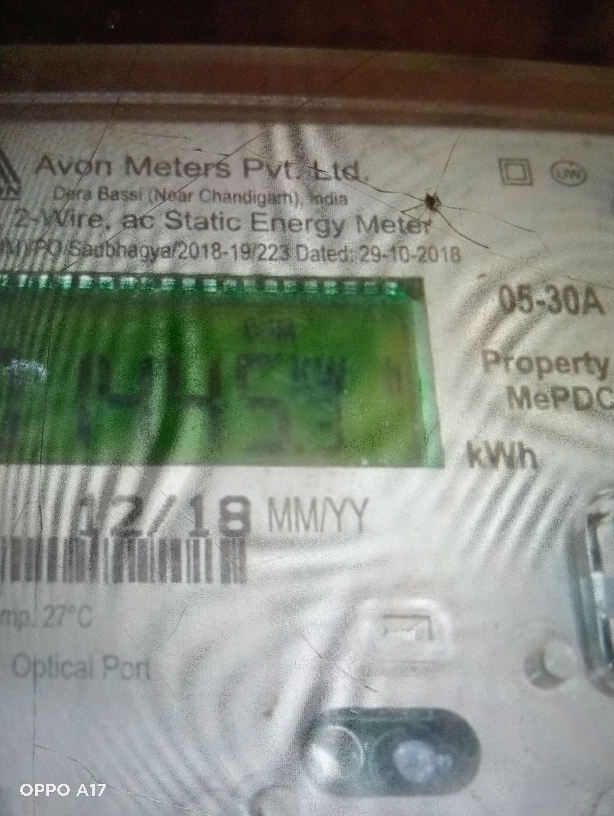 Avon Meters Pvt. Ltd.
Dera Bassi (Near Chandigarh), India
2-Wire, ac Static Energy Meter
Saubhagya/2018-19/223 Dated: 29-10-2018
05-30A
Property
MePDC
kWh
12/18 MM/YY
27°C
Optical Port
OPPO A17